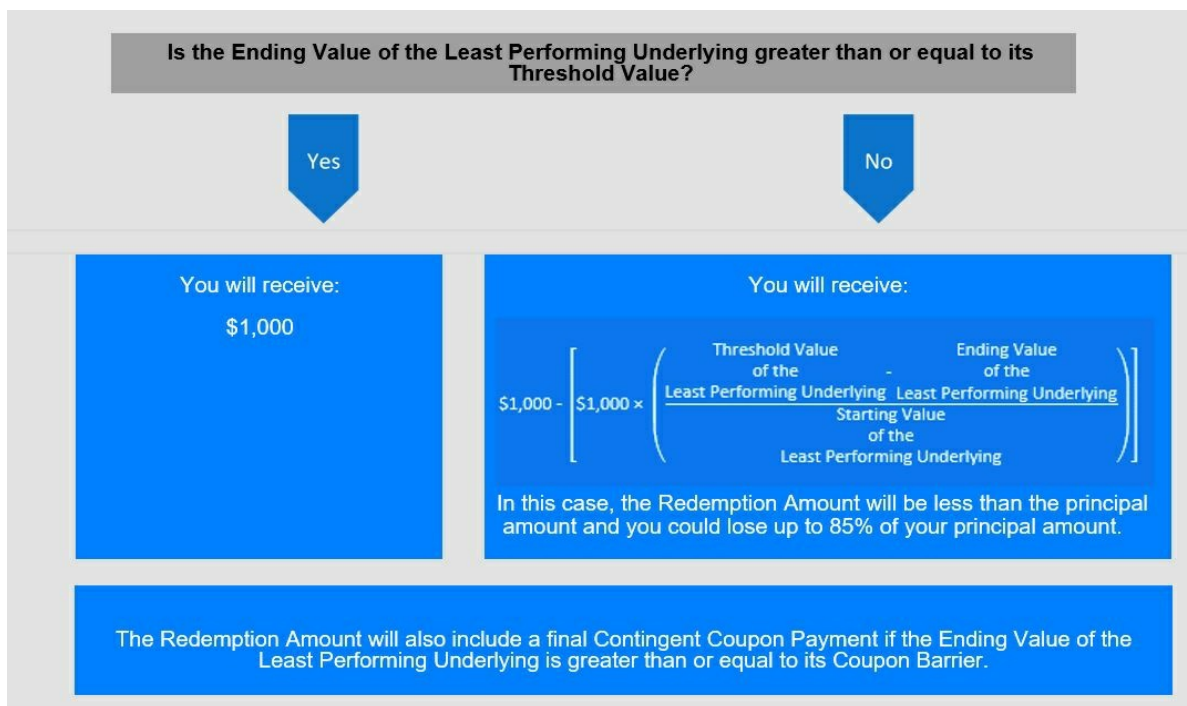 Is the Ending Value of the Least Performing Underlying greater than or equal to its
Threshold Value?
Yes
No
You will receive:
$1,000
You will receive:
$1,000 - [$1,000 × (
Threshold Value
of the
Least Performing Underlying
-
Ending Value
of the
Least Performing Underlying
Starting Value
of the
Least Performing Underlying
)]
In this case, the Redemption Amount will be less than the principal
amount and you could lose up to 85% of your principal amount.
The Redemption Amount will also include a final Contingent Coupon Payment if the Ending Value of the
Least Performing Underlying is greater than or equal to its Coupon Barrier.